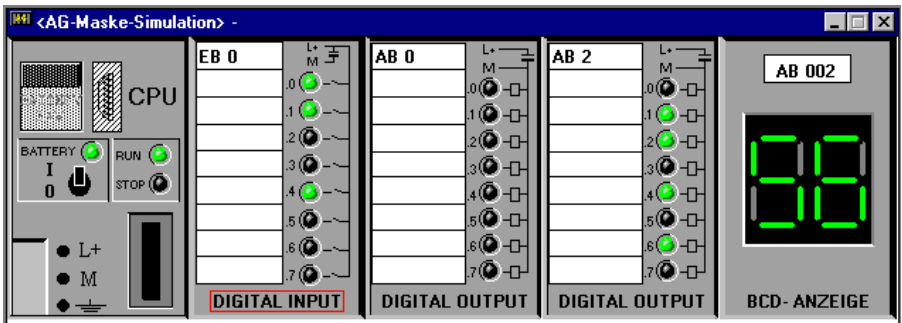 <AG-Maske-Simulation> -
CPU
BATTERY
I
0
RUN
STOP
L+
M
EB 0
L+
M
.0
.1
.2
.3
.4
.5
.6
.7
DIGITAL INPUT
AB 0
L+
M
.0
.1
.2
.3
.4
.5
.6
.7
DIGITAL OUTPUT
AB 2
L+
M
.0
.1
.2
.3
.4
.5
.6
.7
DIGITAL OUTPUT
AB 002
56
BCD- ANZEIGE